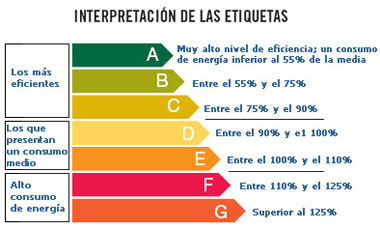 INTERPRETACIÓN DE LAS ETIQUETAS
Los más
eficientes
A
Muy alto nivel de eficiencia; un consumo
de energía inferior al 55% de la media
B
Entre el 55% y el 75%
C
Entre el 75% y el 90%
Los que
presentan
un consumo
medio
D
Entre el 90% y e1 100%
E
Entre el 100% y el 110%
Alto
consumo
de energía
F
Entre 110% y el 125%
G
Superior al 125%